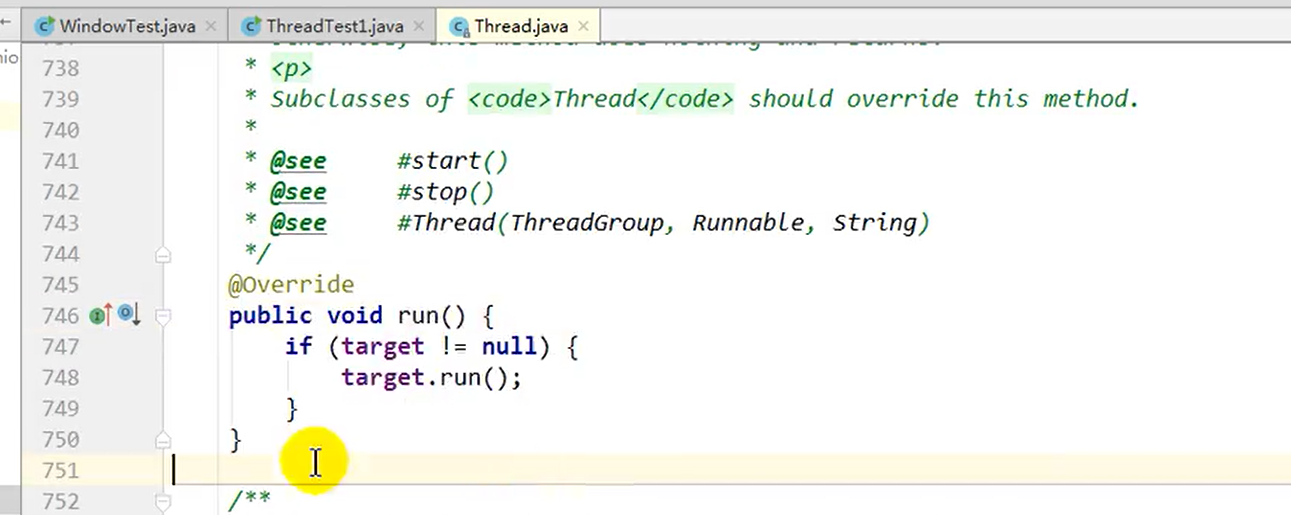 WindowTest.java × ThreadTest1.java × Thread.java ×
nio
738 * <p>
739 * Subclasses of <code>Thread</code> should override this method.
740 *
741 * @see #start()
742 * @see #stop()
743 * @see #Thread(ThreadGroup, Runnable, String)
744 */
745 @Override
746 public void run() {
747 if (target != null) {
748 target.run();
749 }
750 }
751
752 /**